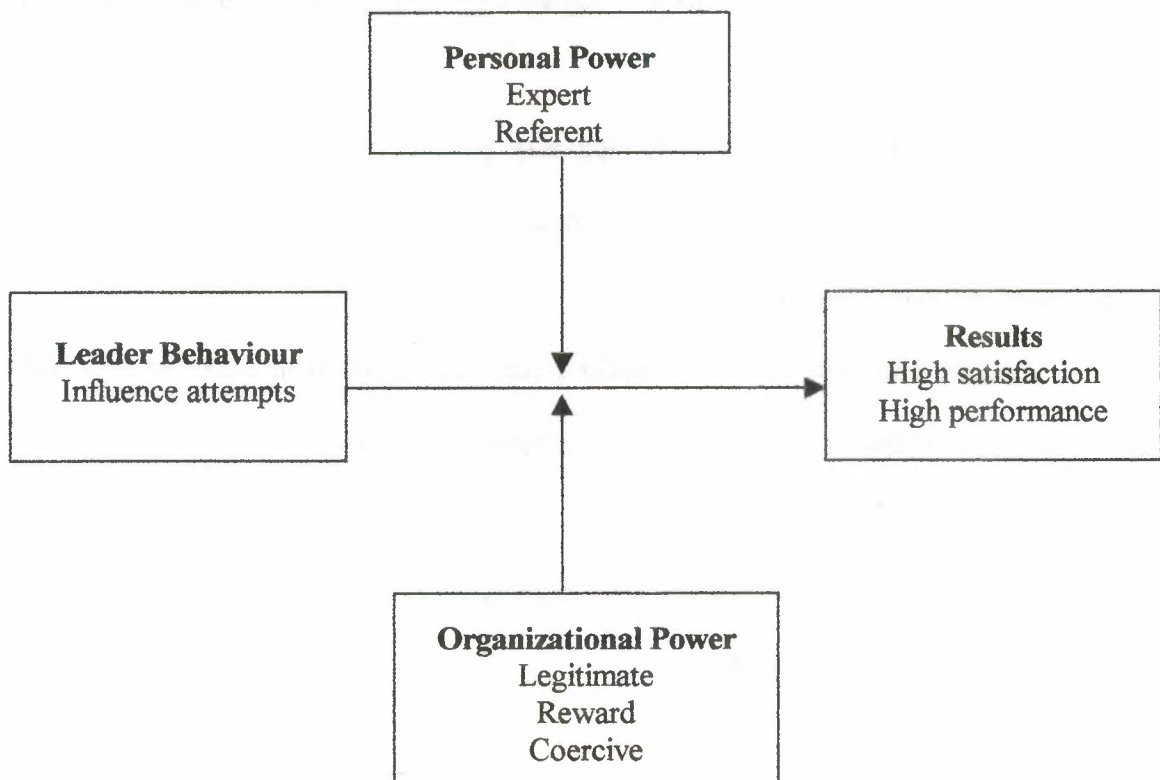 Personal Power
Expert
Referent
Leader Behaviour
Influence attempts
Results
High satisfaction
High performance
Organizational Power
Legitimate
Reward
Coercive